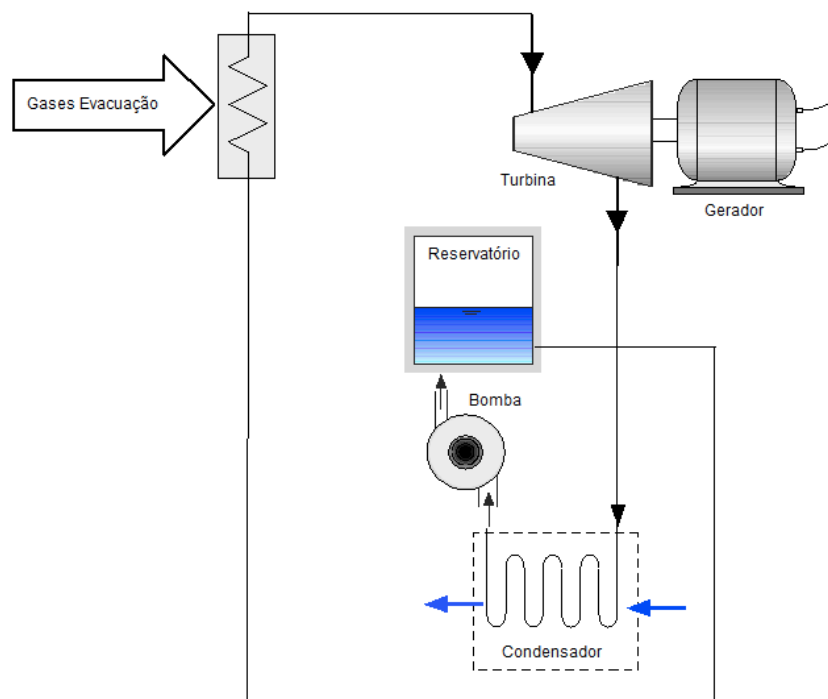 Gases Evacuação
Turbina
Gerador
Reservatório
Bomba
Condensador